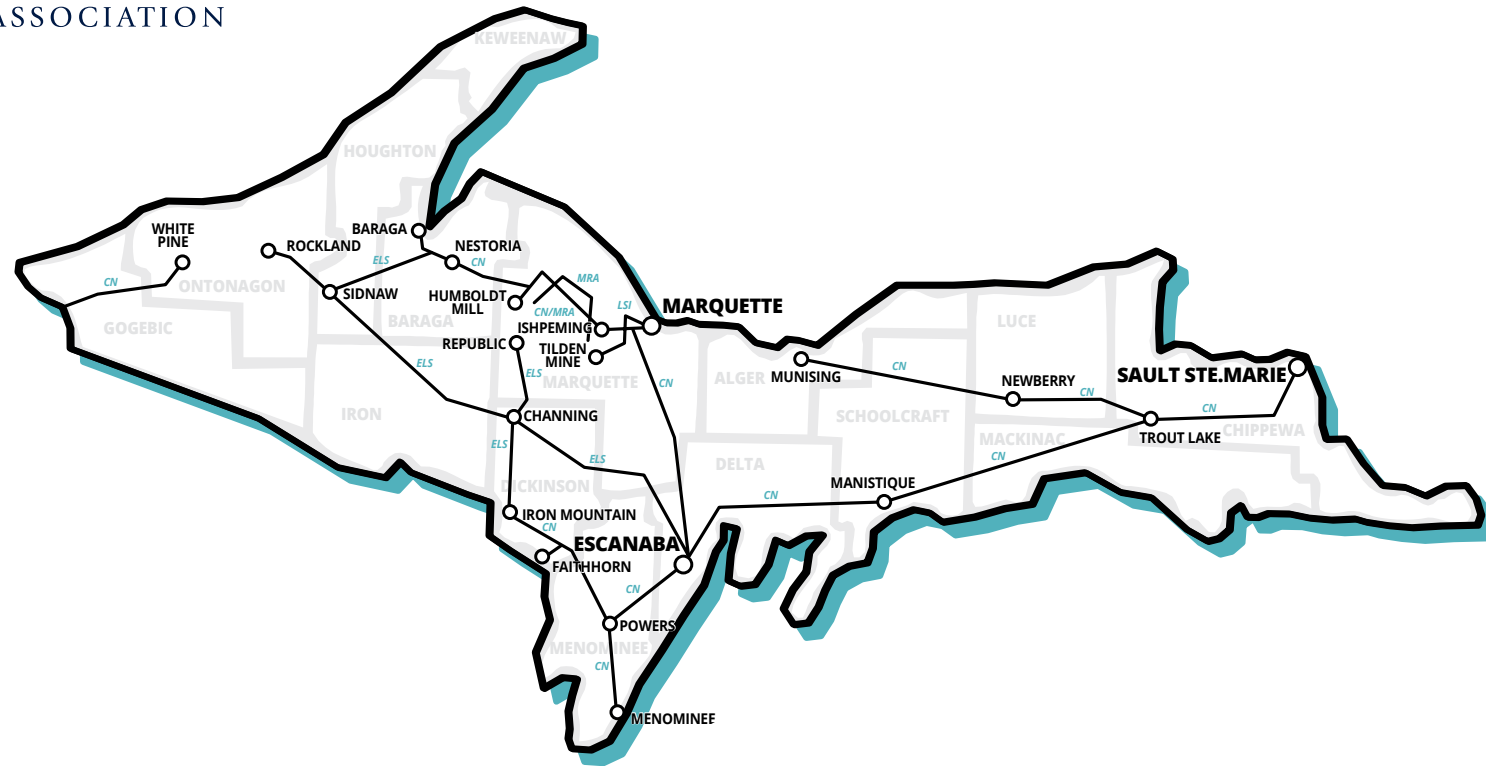 ASSOCIATION
KEWEENAW
HOUGHTON
WHITE
PINE
BARAGA
ROCKLAND
NESTORIA
ELS
CN
CN
ONTONAGON
SIDNAW
MRA
HUMBOLDT
MILL
CN/MRA
LSI
MARQUETTE
GOGEBIC
BARAGA
ISHPEMING
REPUBLIC
TILDEN
MINE
ELS
ELS
MARQUETTE
CN
ALGER
MUNISING
CN
LUCE
NEWBERRY
CN
SAULT STE.MARIE
IRON
CHANNING
SCHOOLCRAFT
CN
TROUT LAKE
CHIPPEWA
MACKINAC
CN
ELS
ELS
DELTA
DICKINSON
MANISTIQUE
CN
IRON MOUNTAIN
CN
ESCANABA
FAITHHORN
CN
POWERS
MENOMINEE
CN
MENOMINEE